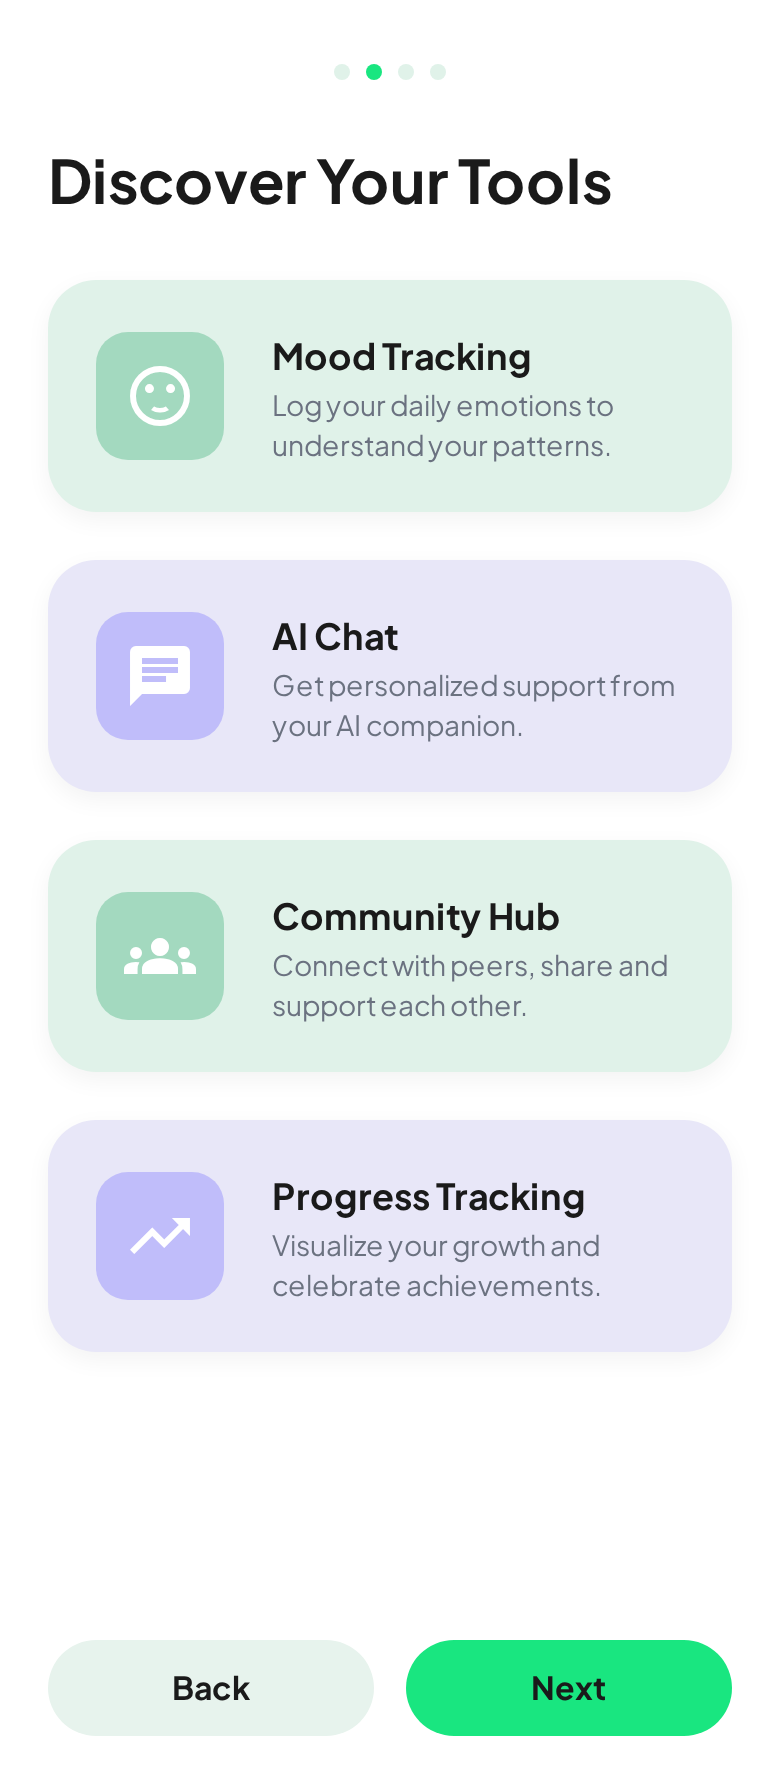 Discover Your Tools
Mood Tracking
Log your daily emotions to
understand your patterns.
AI Chat
Get personalized support from
your AI companion.
Community Hub
Connect with peers, share and
support each other.
Progress Tracking
Visualize your growth and
celebrate achievements.
Back
Next